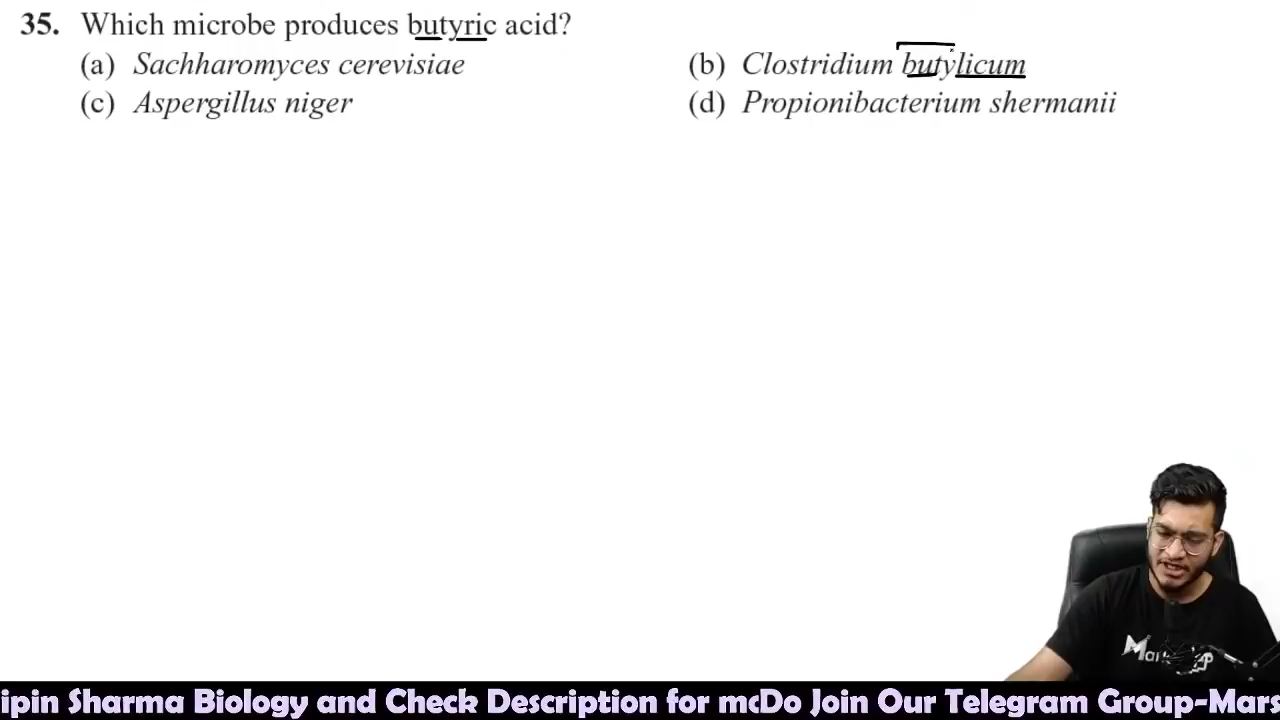 35. Which microbe produces butyric acid?
(a) Sachharomyces cerevisiae (b) Clostridium butylicum
(c) Aspergillus niger (d) Propionibacterium shermanii
ipin Sharma Biology and Check Description for mcDo Join Our Telegram Group-Mars